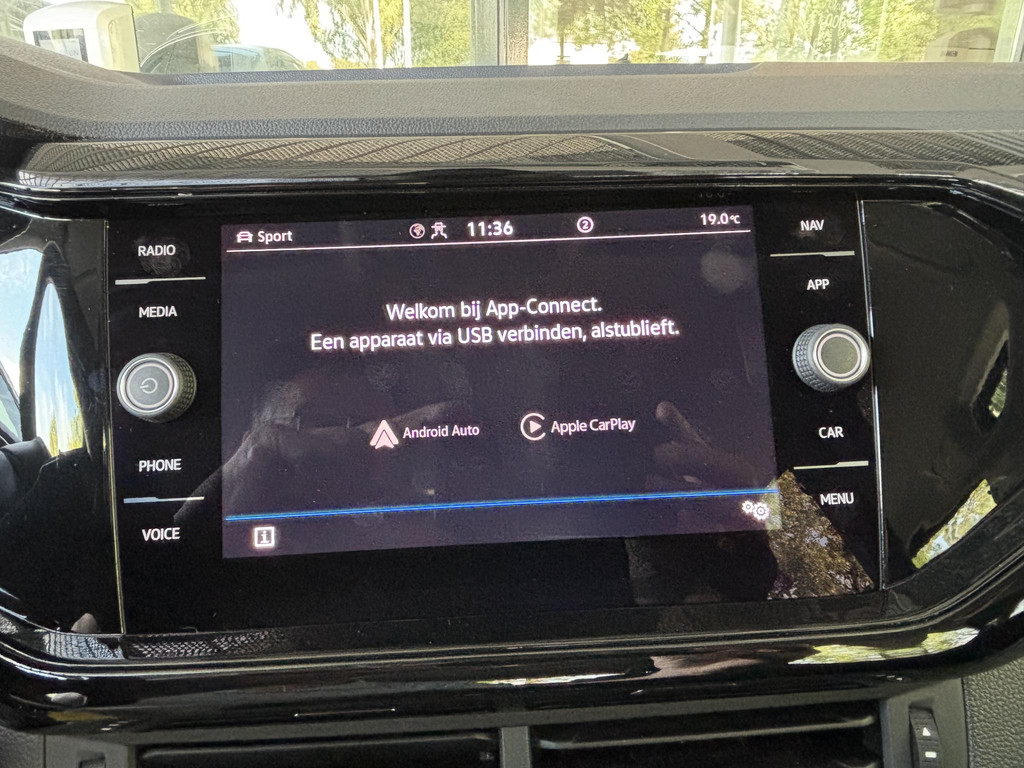 Sport 11:36 2 19.0°C
RADIO
MEDIA
PHONE
VOICE
Welkom bij App-Connect.
Een apparaat via USB verbinden, alstublieft.
Android Auto Apple CarPlay
i
NAV
APP
CAR
MENU